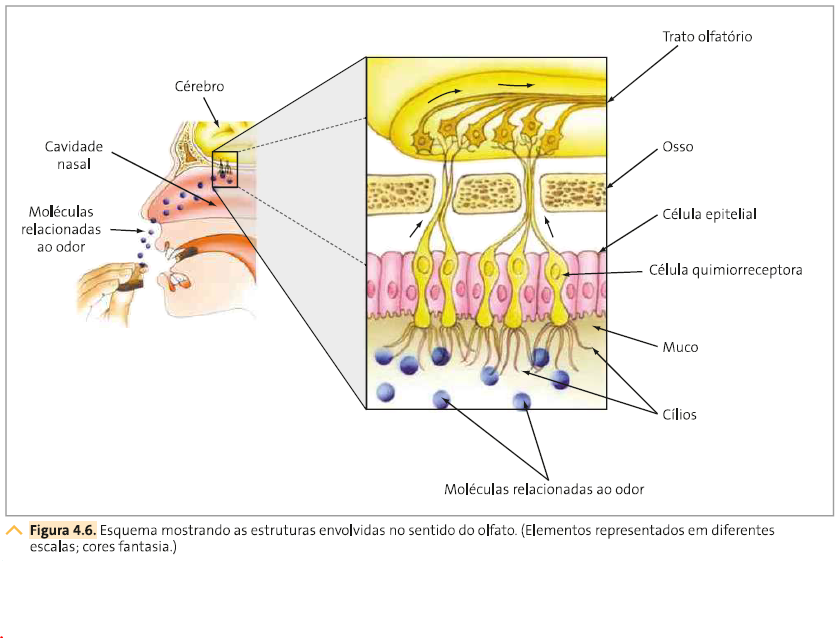 Trato olfatório
Cérebro
Cavidade
nasal
Osso
Moléculas
relacionadas
ao odor
Célula epitelial
Célula quimiorreceptora
Muco
Cílios
Moléculas relacionadas ao odor
Figura 4.6. Esquema mostrando as estruturas envolvidas no sentido do olfato. (Elementos representados em diferentes
escalas; cores fantasia.)